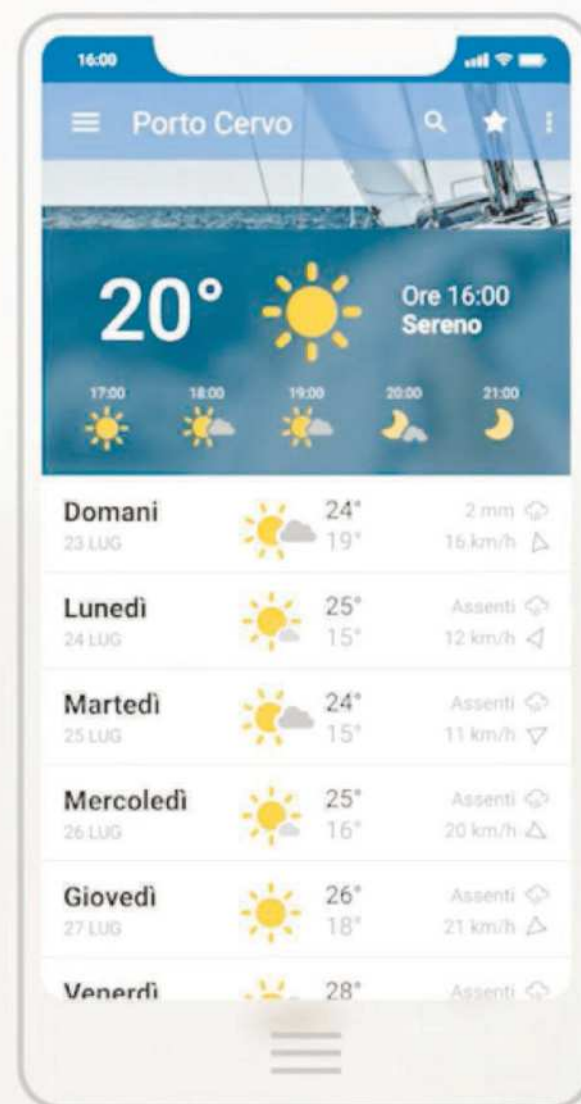 16:00
Porto Cervo
20°
Ore 16:00
Sereno
17:00 18:00 19:00 20:00 21:00
Domani 24° 2 mm
23 LUG 19° 16 km/h
Lunedì 25° Assenti
24 LUG 15° 12 km/h
Martedì 24° Assenti
25 LUG 15° 11 km/h
Mercoledì 25° Assenti
26 LUG 16° 20 km/h
Giovedì 26° Assenti
27 LUG 18° 21 km/h
Venerdì 28° Assenti